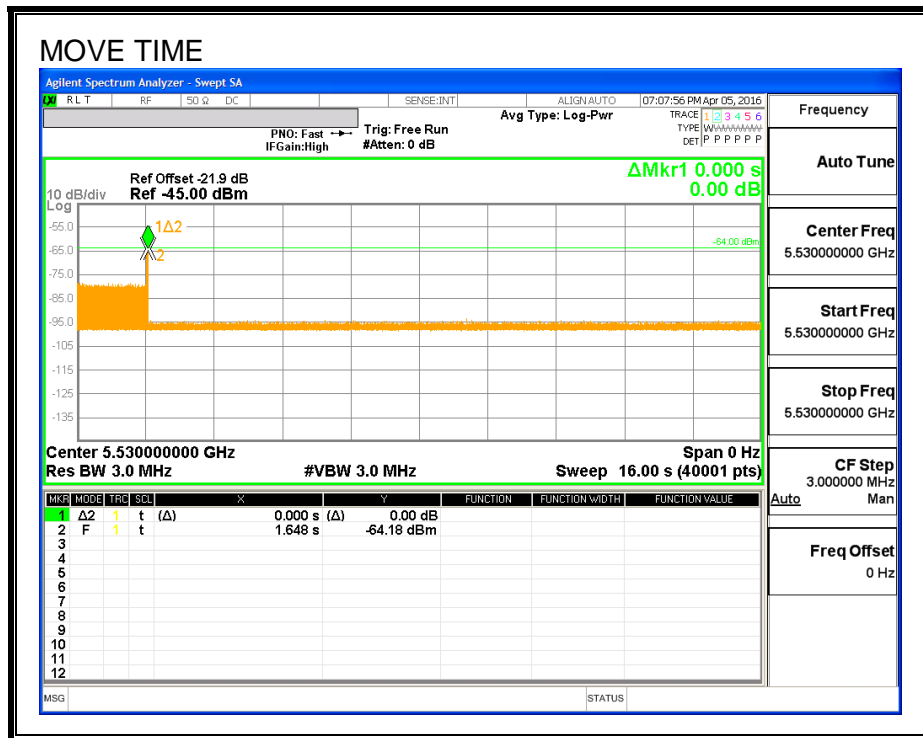 MOVE TIME
Agilent Spectrum Analyzer - Swept SA
LXI RLT RF 50 Ω DC SENSE:INT ALIGN AUTO 07:07:56 PM Apr 05, 2016
Avg Type: Log-Pwr TRACE 1 2 3 4 5 6
PNO: Fast Trig: Free Run TYPE WWWWWW
IFGain:High #Atten: 0 dB DET P P P P P P
Frequency
ΔMkr1 0.000 s
0.00 dB
Ref Offset -21.9 dB
10 dB/div Ref -45.00 dBm
Log
-55.0
-65.0
-75.0
-85.0
-95.0
-105
-115
-125
-135
1Δ2
2
-64.00 dBm
Center 5.530000000 GHz Span 0 Hz
Res BW 3.0 MHz #VBW 3.0 MHz Sweep 16.00 s (40001 pts)
MKR MODE TRC SCL X Y FUNCTION FUNCTION WIDTH FUNCTION VALUE
1 Δ2 1 t (Δ) 0.000 s (Δ) 0.00 dB
2 F 1 t 1.648 s -64.18 dBm
3
4
5
6
7
8
9
10
11
12
Auto Tune
Center Freq
5.530000000 GHz
Start Freq
5.530000000 GHz
Stop Freq
5.530000000 GHz
CF Step
3.000000 MHz
Auto Man
Freq Offset
0 Hz
MSG STATUS